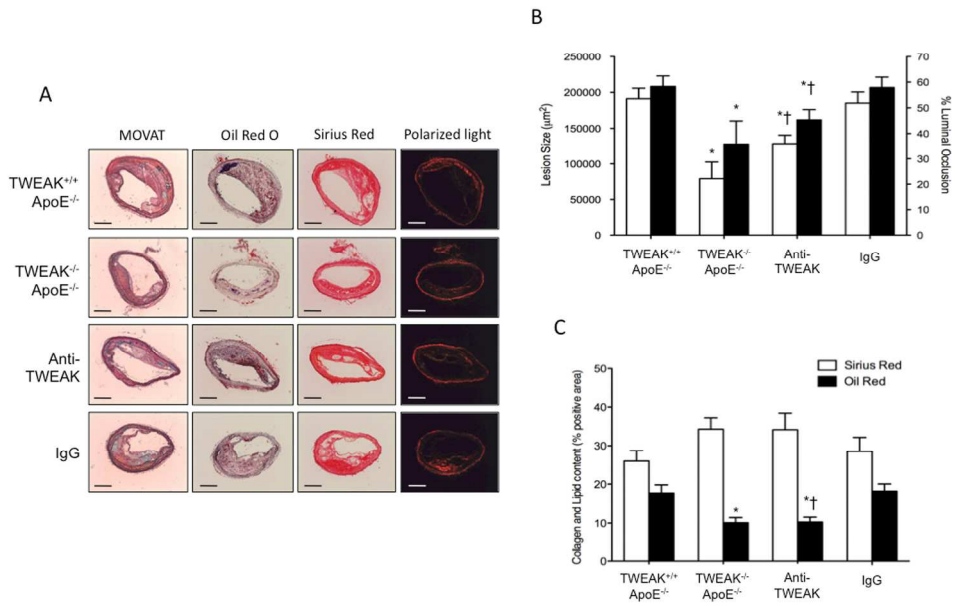 A
MOVAT Oil Red O Sirius Red Polarized light
TWEAK+/+
ApoE-/-
TWEAK-/-
ApoE-/-
Anti-
TWEAK
IgG
B
Lesion Size (μm2)
250000
200000
150000
100000
50000
0
* * *† *†
70
60
50
40
30
20
10
0
% Luminal Occlusion
TWEAK+/+ TWEAK-/- Anti- IgG
ApoE-/- ApoE-/- TWEAK
C
Sirius Red
Oil Red
Colagen and Lipid content (% positive area)
50
40
30
20
10
0
* *†
TWEAK+/+ TWEAK-/- Anti- IgG
ApoE-/- ApoE-/- TWEAK